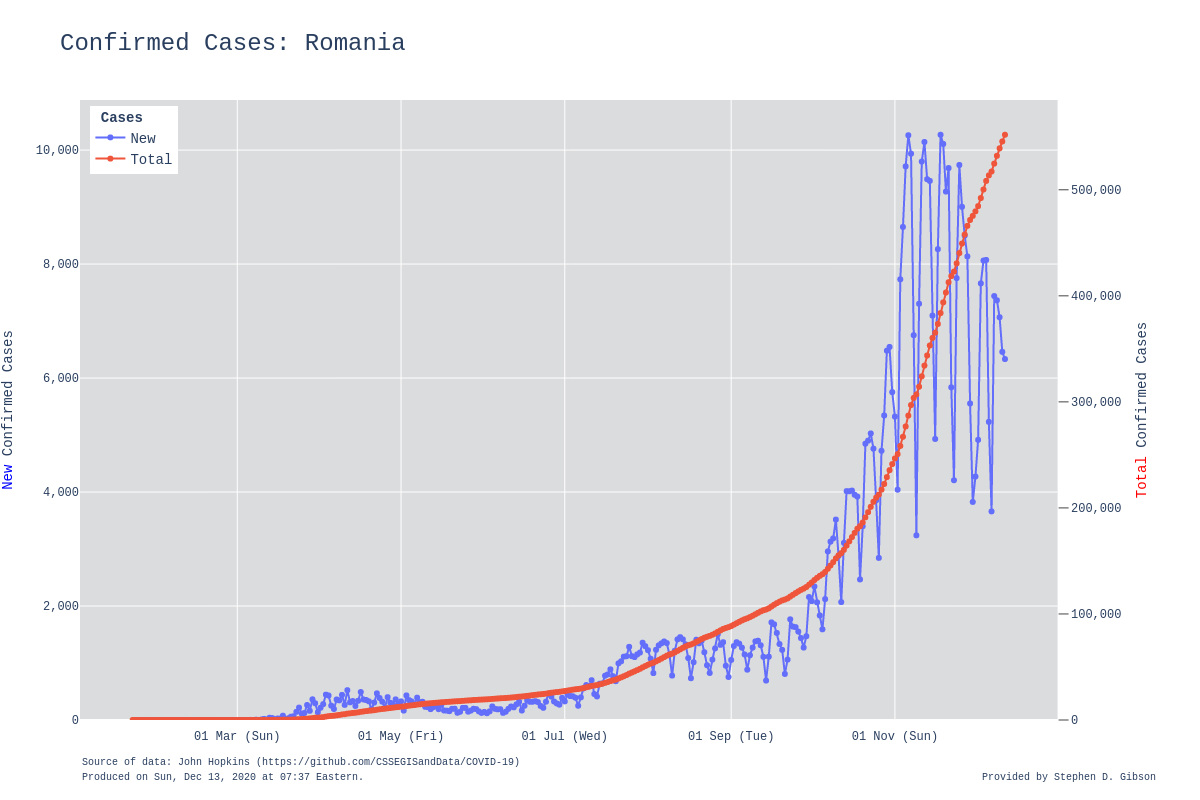 Confirmed Cases: Romania
Cases
New
Total
10,000
8,000
6,000
4,000
2,000
0
New Confirmed Cases
500,000
400,000
300,000
200,000
100,000
0
Total Confirmed Cases
01 Mar (Sun)
01 May (Fri)
01 Jul (Wed)
01 Sep (Tue)
01 Nov (Sun)
Source of data: John Hopkins (https://github.com/CSSEGISandData/COVID-19)
Produced on Sun, Dec 13, 2020 at 07:37 Eastern.
Provided by Stephen D. Gibson